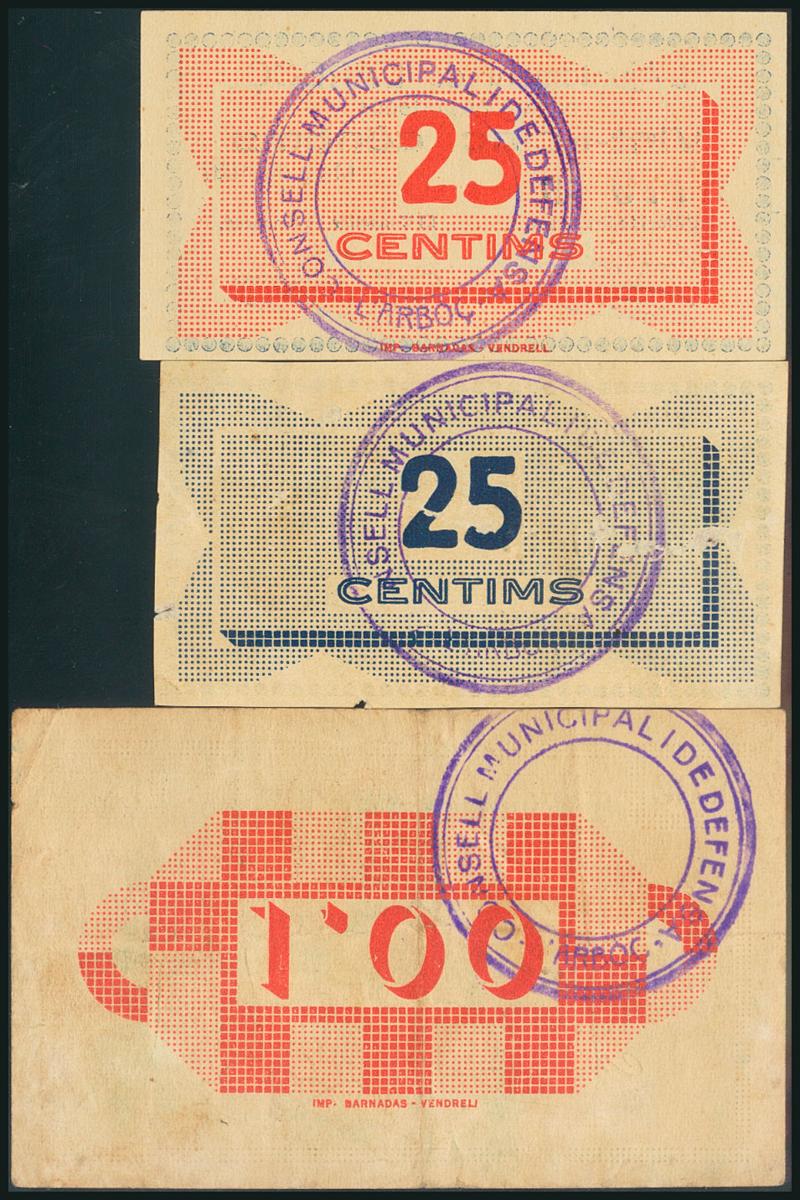 CONSELL MUNICIPAL I DE DEFENSA
L'ARBOÇ
25
CENTIMS
IMP. BARNADAS - VENDRELL
NSELL MUNICIPAL I DE DEFENSA
25
CENTIMS
CONSELL MUNICIPAL I DE DEFENSA
L'ARBOÇ
1'00
IMP. BARNADAS - VENDRELL